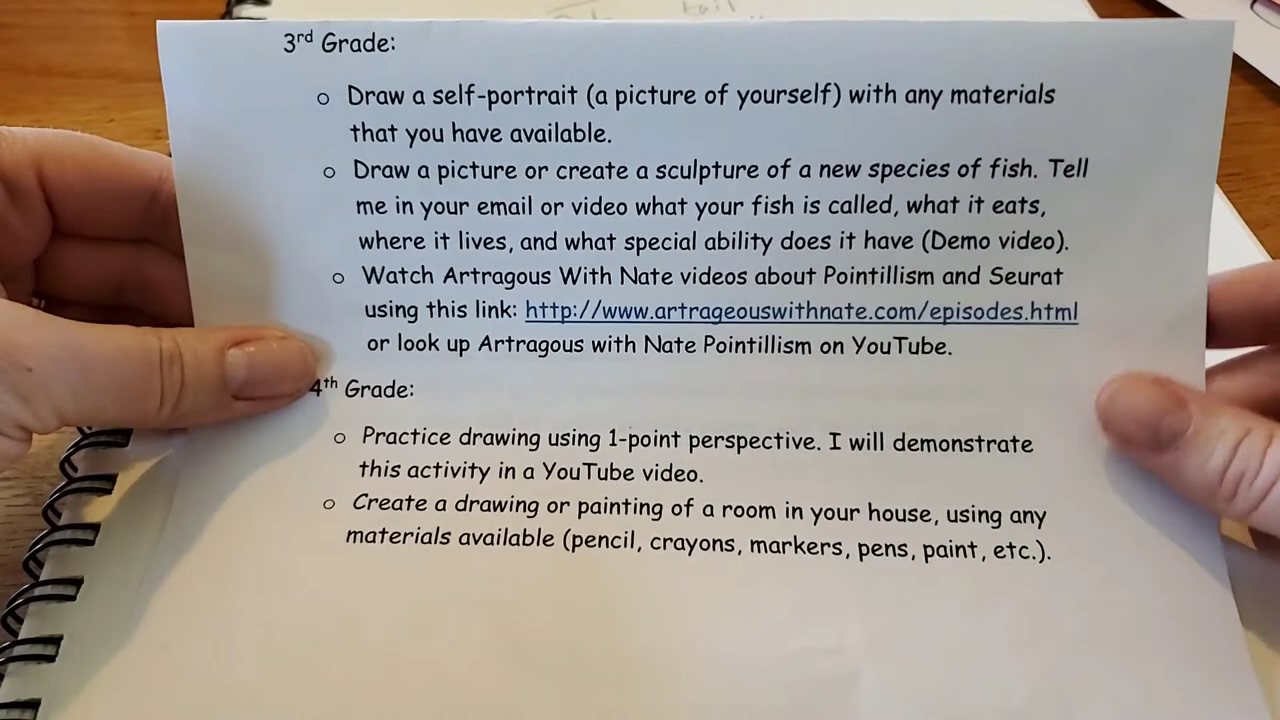 3rd Grade:
○ Draw a self-portrait (a picture of yourself) with any materials
that you have available.
○ Draw a picture or create a sculpture of a new species of fish. Tell
me in your email or video what your fish is called, what it eats,
where it lives, and what special ability does it have (Demo video).
○ Watch Artragous With Nate videos about Pointillism and Seurat
using this link: http://www.artrageouswithnate.com/episodes.html
or look up Artragous with Nate Pointillism on YouTube.
4th Grade:
○ Practice drawing using 1-point perspective. I will demonstrate
this activity in a YouTube video.
○ Create a drawing or painting of a room in your house, using any
materials available (pencil, crayons, markers, pens, paint, etc.).